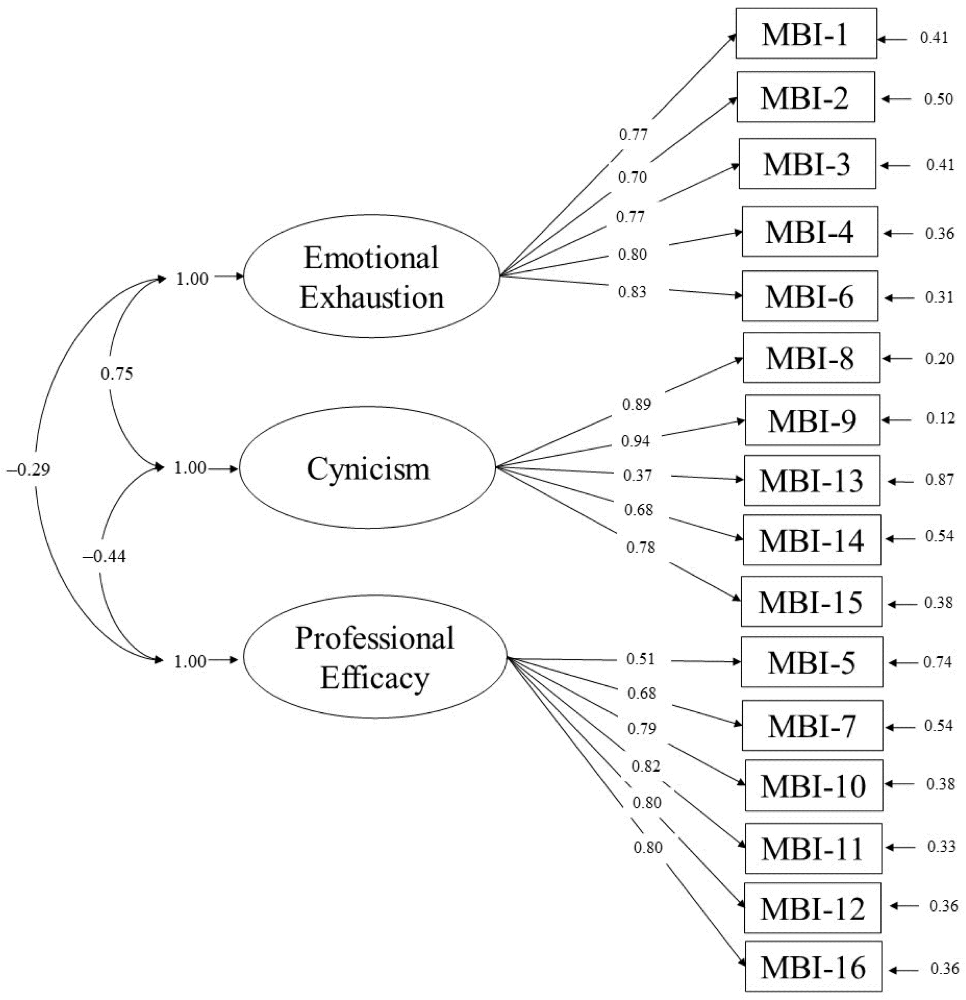 MBI-1
0.41
MBI-2
0.50
MBI-3
0.41
MBI-4
0.36
MBI-6
0.31
MBI-8
0.20
MBI-9
0.12
MBI-13
0.87
MBI-14
0.54
MBI-15
0.38
MBI-5
0.74
MBI-7
0.54
MBI-10
0.38
MBI-11
0.33
MBI-12
0.36
MBI-16
0.36
0.77
0.70
0.77
0.80
0.83
0.89
0.94
0.37
0.68
0.78
0.51
0.68
0.79
0.82
0.80
0.80
Emotional
Exhaustion
Cynicism
Professional
Efficacy
1.00
1.00
1.00
0.75
–0.29
–0.44